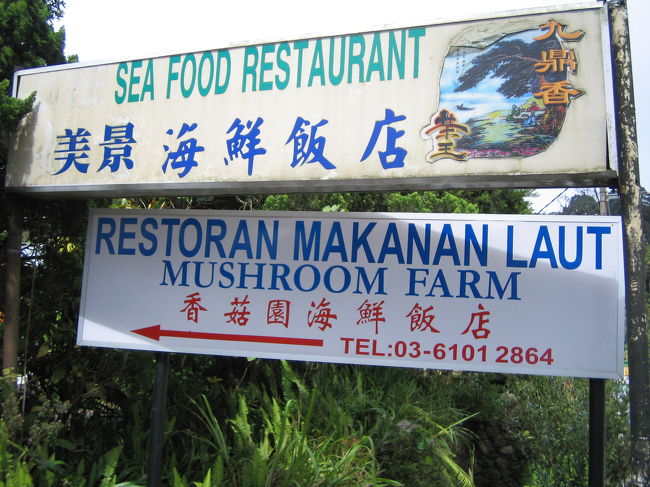 SEA FOOD RESTAURANT
九鼎香
美景海鮮飯店
RESTORAN MAKANAN LAUT
MUSHROOM FARM
香菇園海鮮飯店
TEL:03-6101 2864